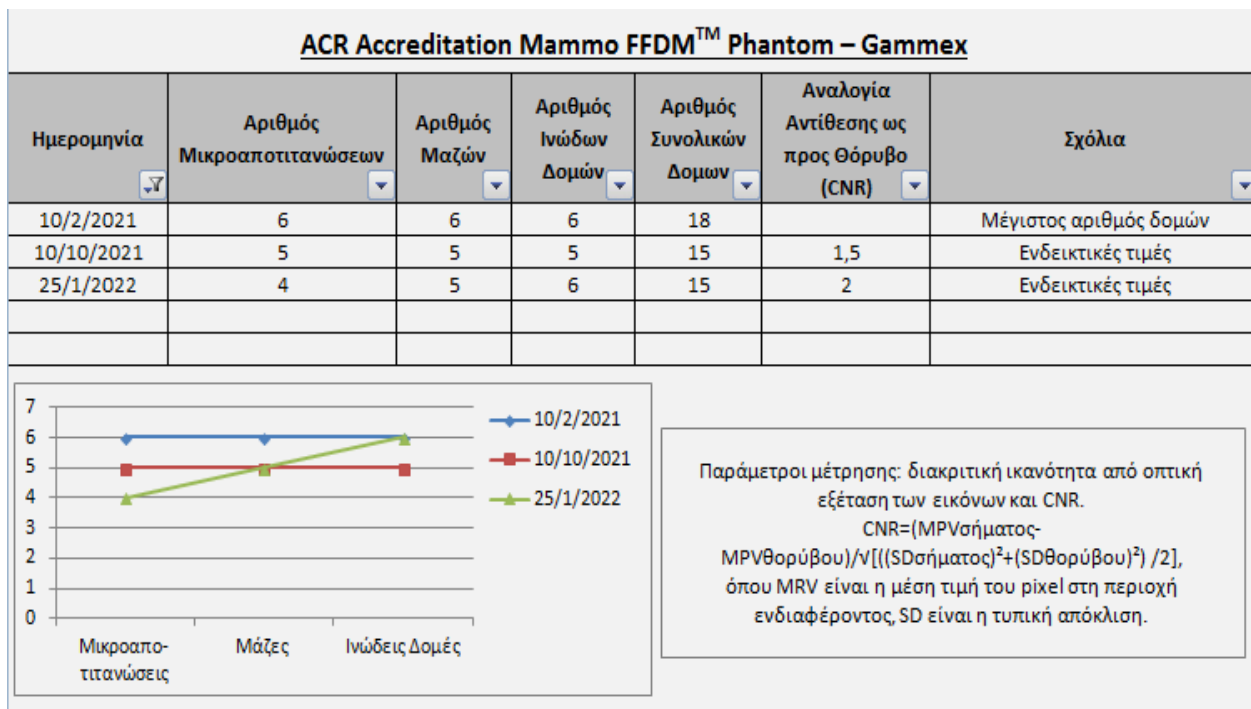 ACR Accreditation Mammo FFDM™ Phantom – Gammex
Ημερομηνία
Αριθμός
Μικροαποτιτανώσεων
Αριθμός
Μαζών
Αριθμός
Ινώδων
Δομών
Αριθμός
Συνολικών
Δομων
Αναλογία
Αντίθεσης ως
προς Θόρυβο
(CNR)
Σχόλια
10/2/2021 6 6 6 18 Μέγιστος αριθμός δομών
10/10/2021 5 5 5 15 1,5 Ενδεικτικές τιμές
25/1/2022 4 5 6 15 2 Ενδεικτικές τιμές
7
6
5
4
3
2
1
0
Μικροαπο-
τιτανώσεις
Μάζες
Ινώδεις Δομές
10/2/2021
10/10/2021
25/1/2022
Παράμετροι μέτρησης: διακριτική ικανότητα από οπτική
εξέταση των εικόνων και CNR.
CNR=(MPVσήματος-
MPVθορύβου)/√[((SDσήματος)²+(SDθορύβου)²) /2],
όπου MRV είναι η μέση τιμή του pixel στη περιοχή
ενδιαφέροντος, SD είναι η τυπική απόκλιση.